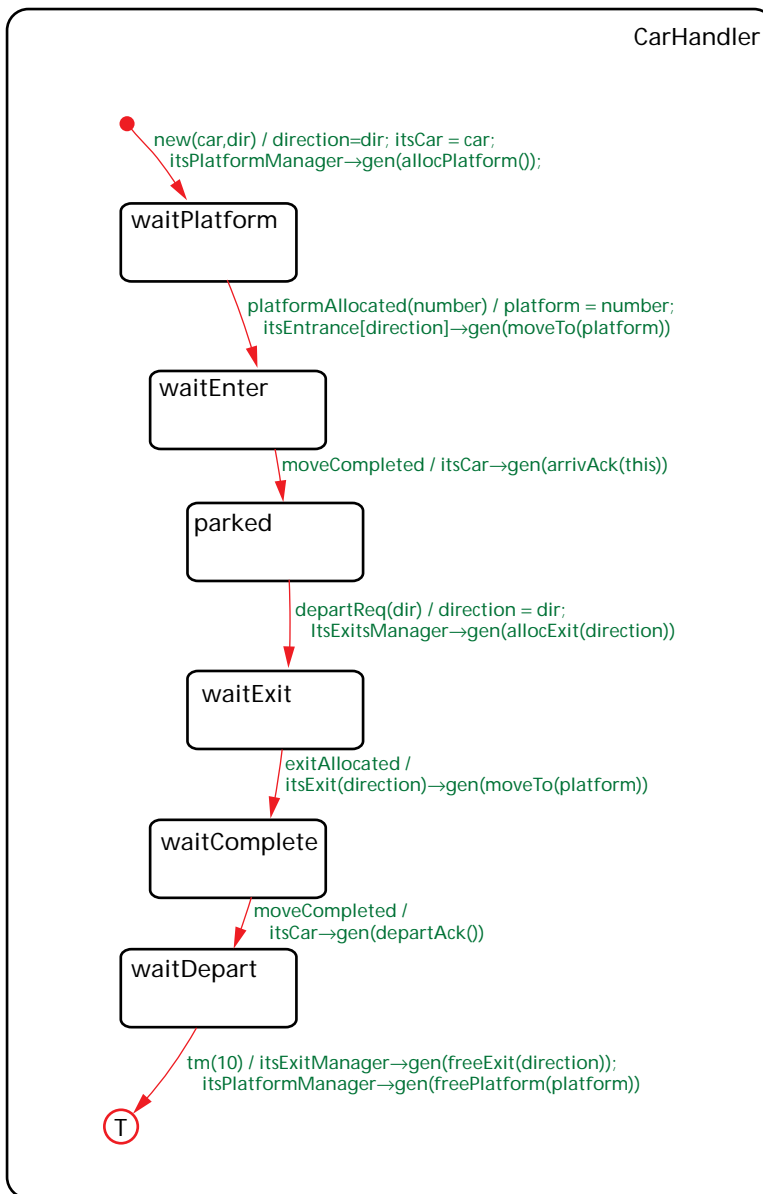 CarHandler
new(car,dir) / direction=dir; itsCar = car;
itsPlatformManager→gen(allocPlatform());
waitPlatform
platformAllocated(number) / platform = number;
itsEntrance[direction]→gen(moveTo(platform))
waitEnter
moveCompleted / itsCar→gen(arrivAck(this))
parked
departReq(dir) / direction = dir;
ItsExitsManager→gen(allocExit(direction))
waitExit
exitAllocated /
itsExit(direction)→gen(moveTo(platform))
waitComplete
moveCompleted /
itsCar→gen(departAck())
waitDepart
tm(10) / itsExitManager→gen(freeExit(direction));
itsPlatformManager→gen(freePlatform(platform))
T